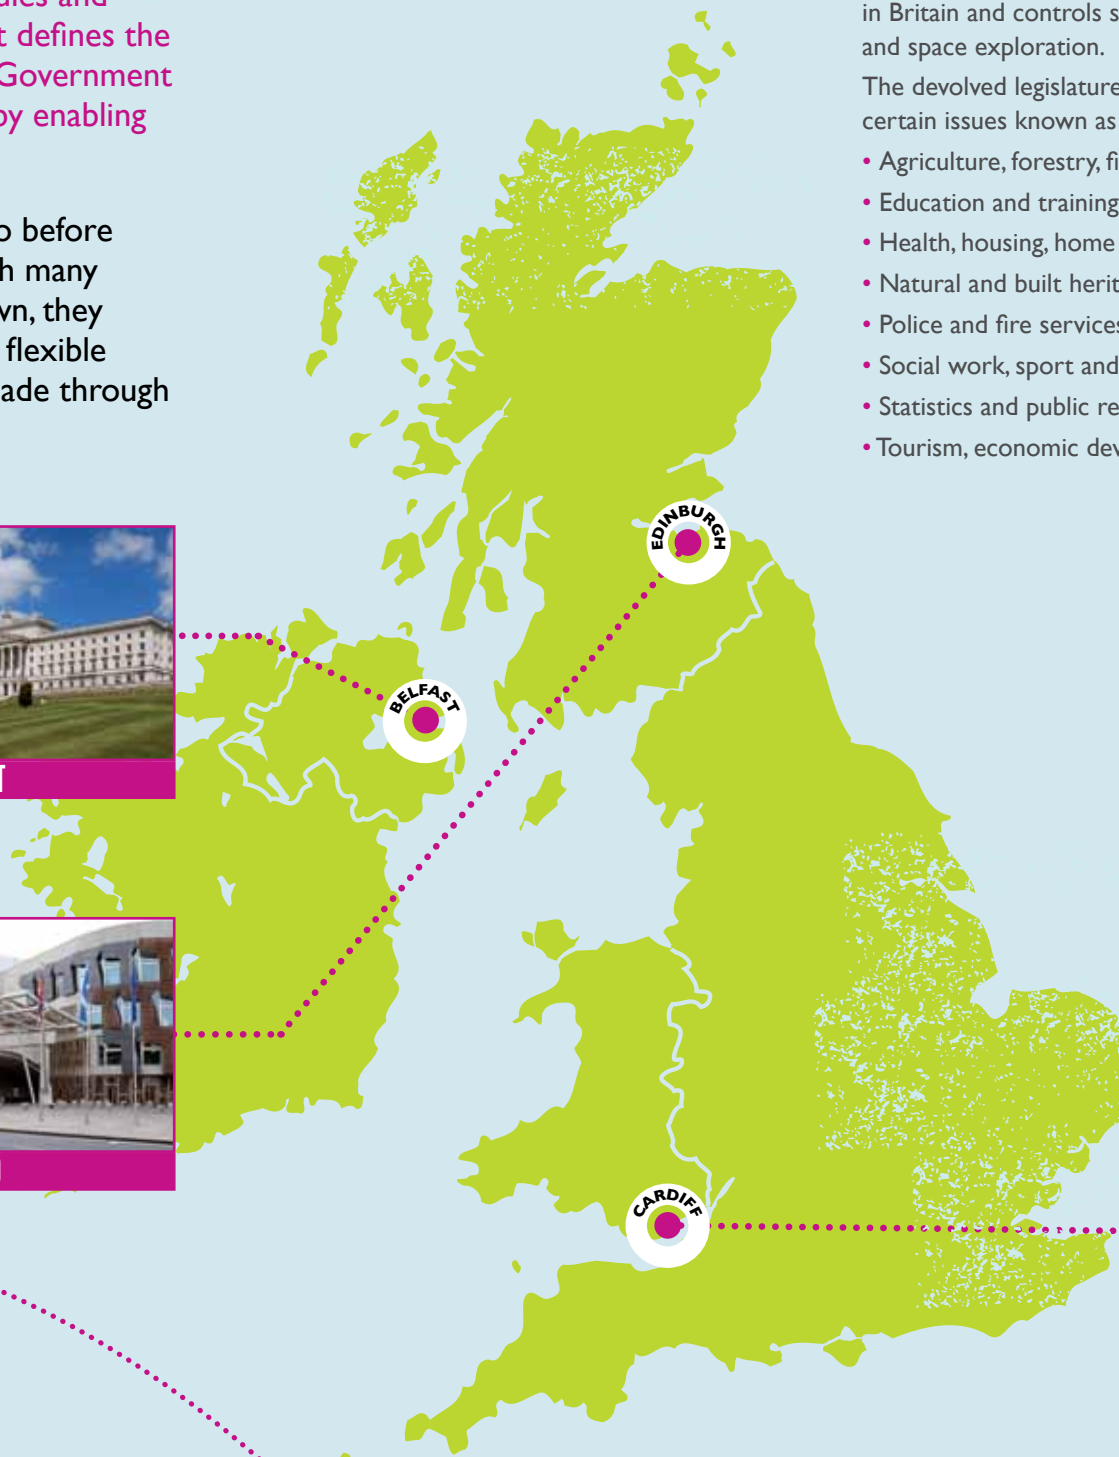 t defines the
Government
by enabling
before
many
they
flexible
through
in Britain and controls s
and space exploration.
The devolved legislature
certain issues known as
• Agriculture, forestry, fi
• Education and training
• Health, housing, home
• Natural and built herit
• Police and fire services
• Social work, sport and
• Statistics and public re
• Tourism, economic dev
EDINBURGH
BELFAST
T
CARDIFF